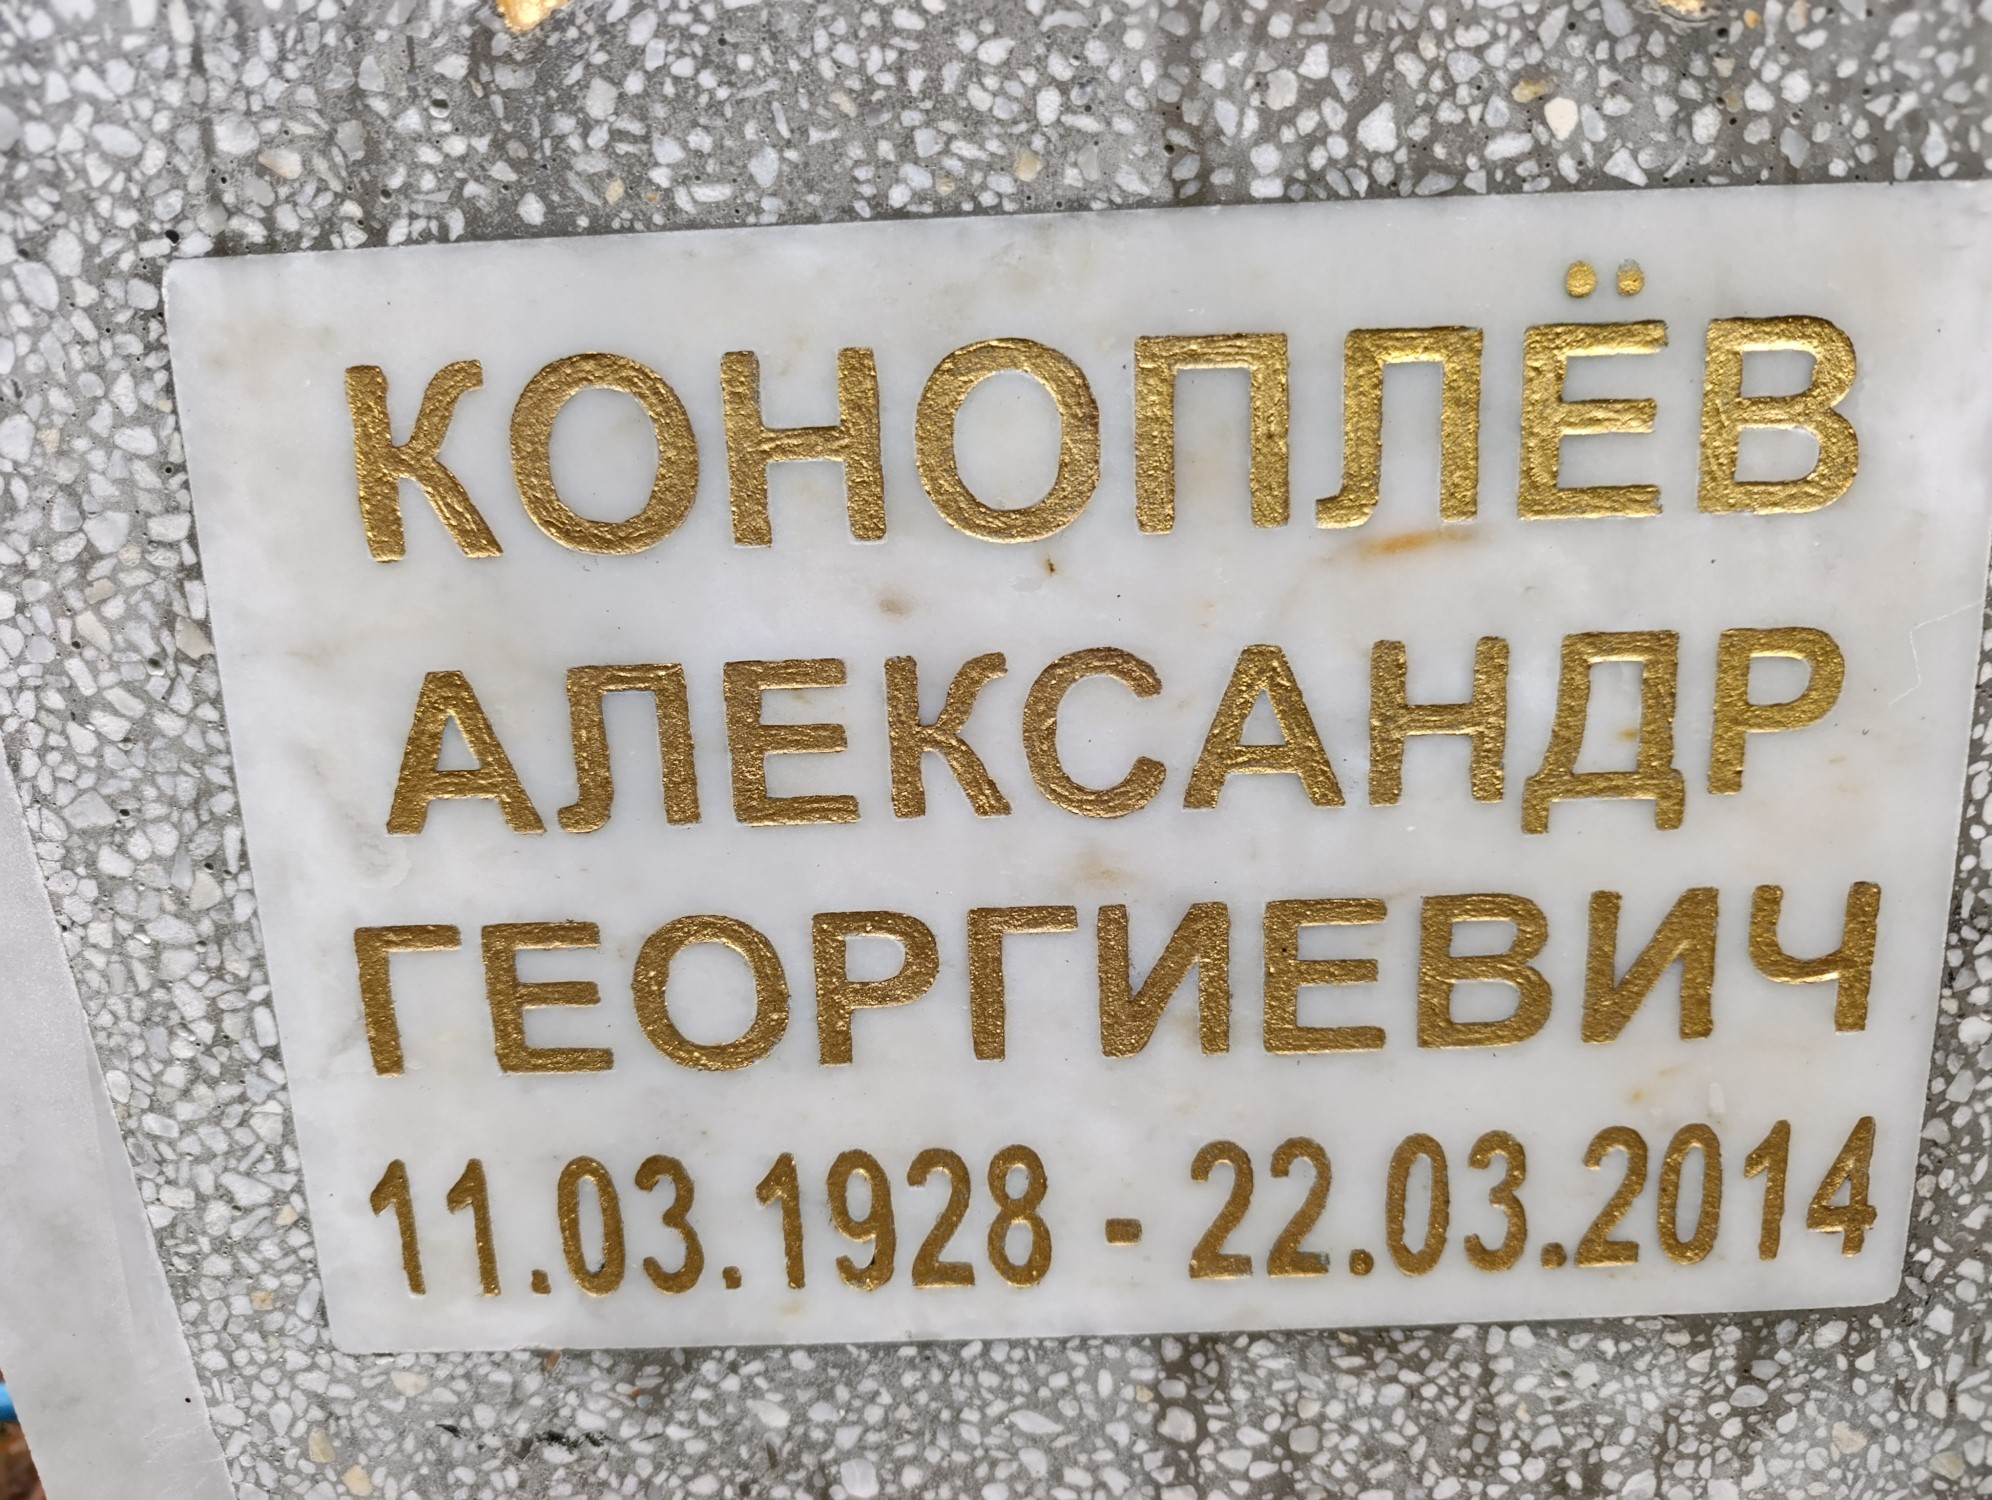 КОНОПЛЁВ
АЛЕКСАНДР
ГЕОРГИЕВИЧ
11.03.1928 - 22.03.2014